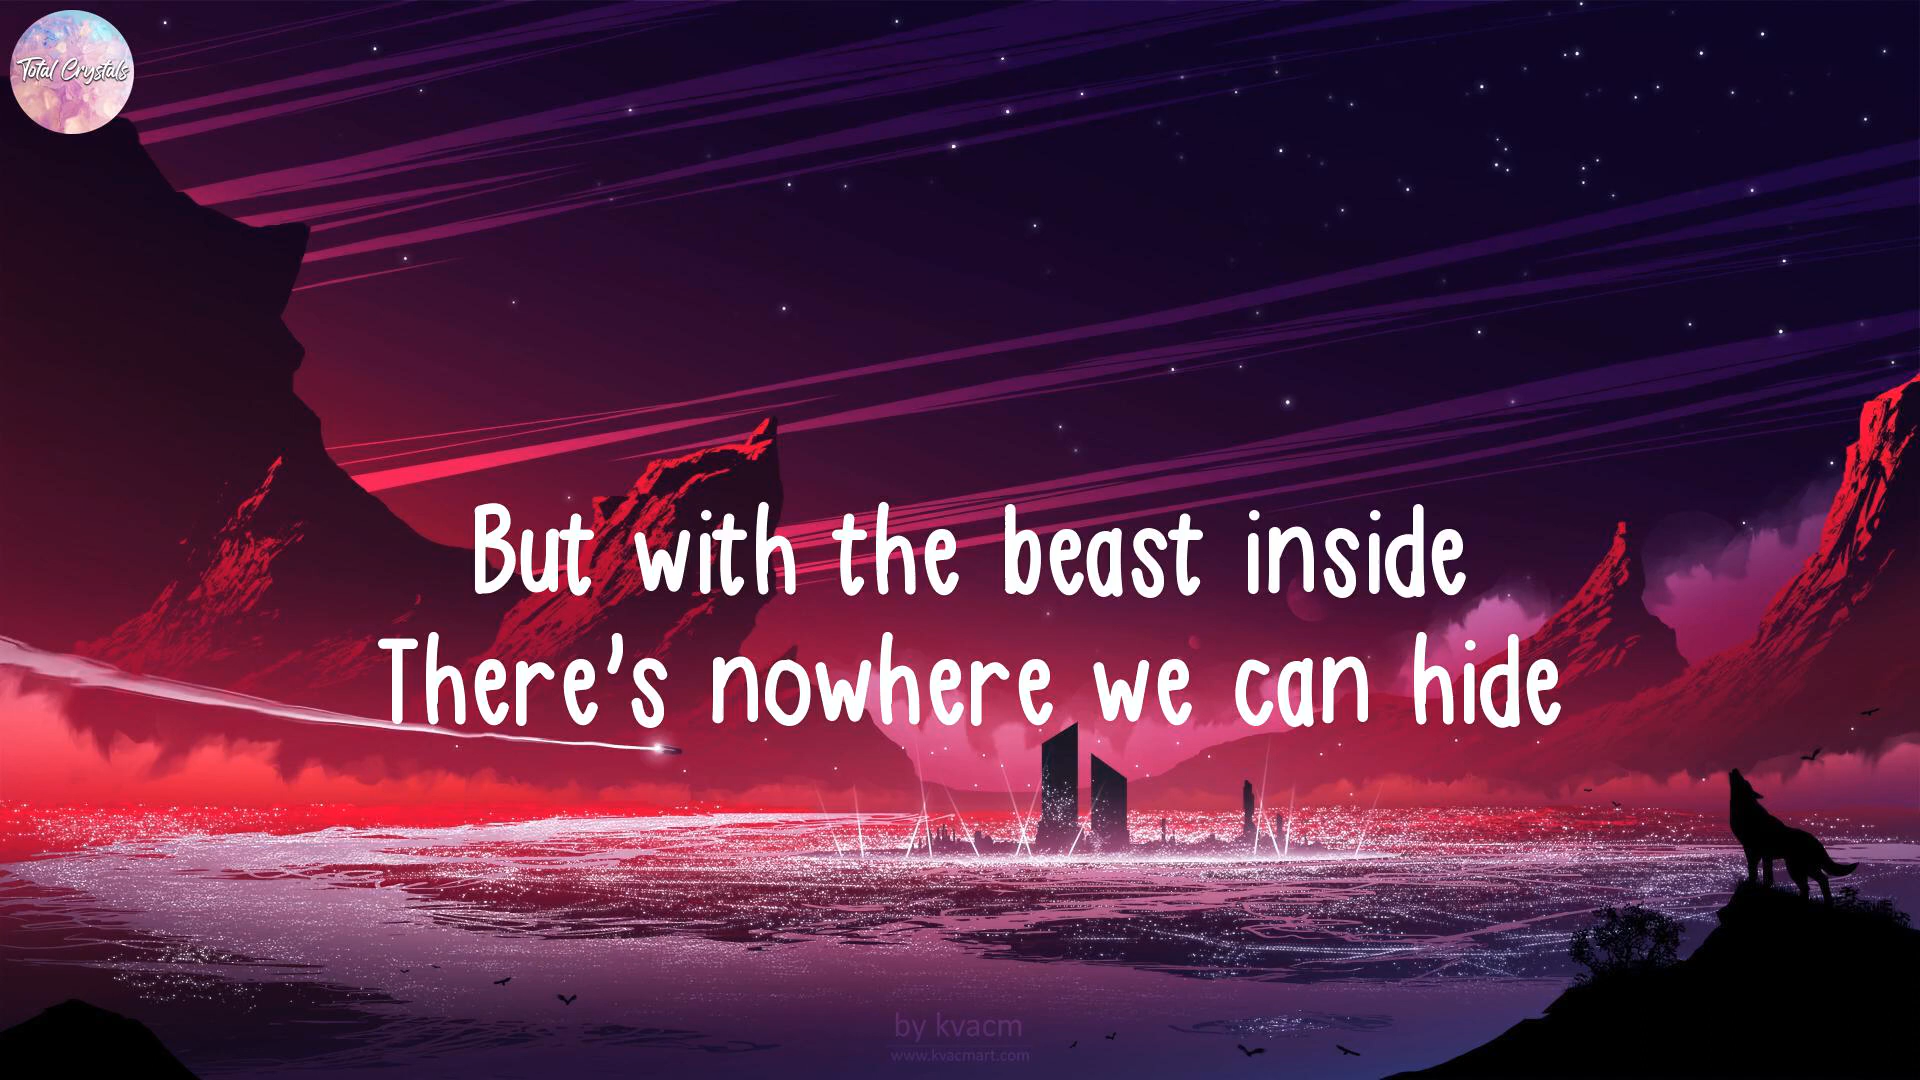 Total Crystals
But with the beast inside
There's nowhere we can hide
by kvacm
www.kvacmart.com